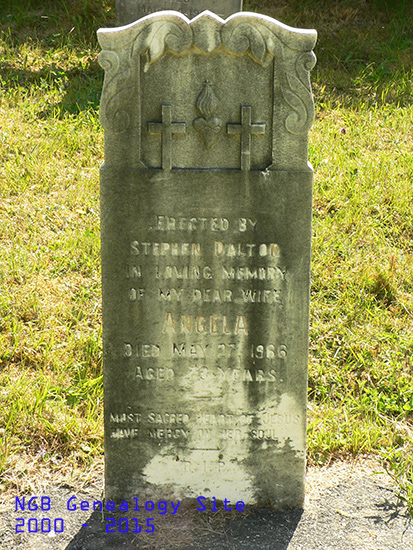 ERECTED BY
STEPHEN DALTON
IN LOVING MEMORY
OF MY DEAR WIFE
ANGELA
DIED MAY 27, 1966
AGED YEARS.
MOST SACRED HEART OF JESUS
HAVE MERCY ON HER SOUL
NGB Genealogy Site
2000 - 2015